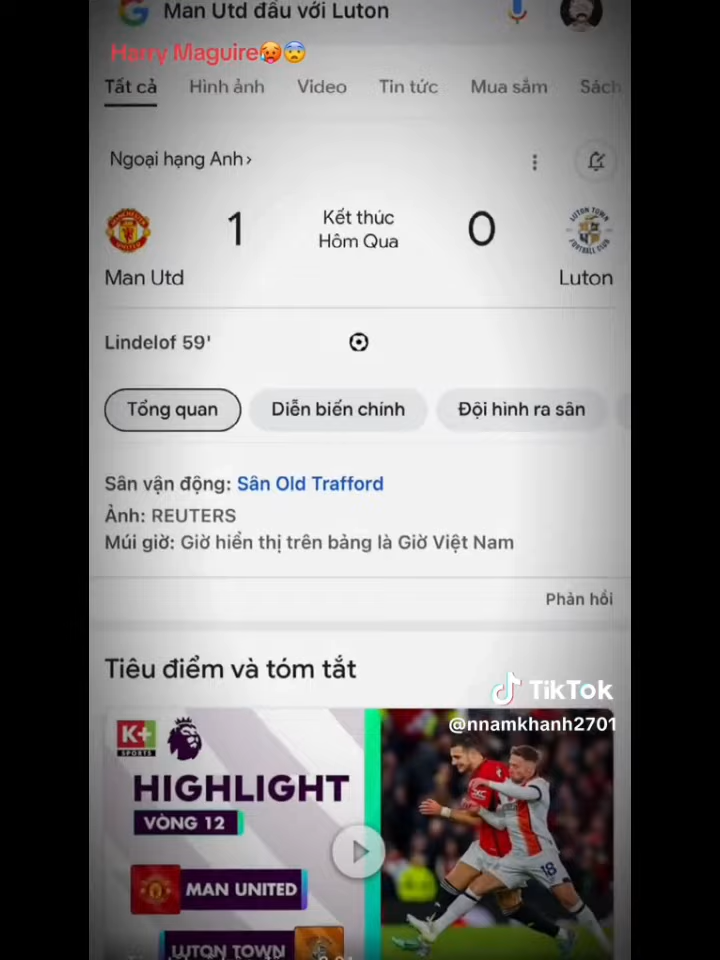 Man Utd đấu với Luton
Harry Maguire🥵😨
Tất cả Hình ảnh Video Tin tức Mua sắm Sách
Ngoại hạng Anh ›
1 Kết thúc 0
Hôm Qua
Man Utd Luton
Lindelof 59'
Tổng quan Diễn biến chính Đội hình ra sân
Sân vận động: Sân Old Trafford
Ảnh: REUTERS
Múi giờ: Giờ hiển thị trên bảng là Giờ Việt Nam
Phản hồi
Tiêu điểm và tóm tắt
TikTok
@nnamkhanh2701
K+
SPORTS
HIGHLIGHT
VÒNG 12
MAN UNITED
LUTON TOWN
18